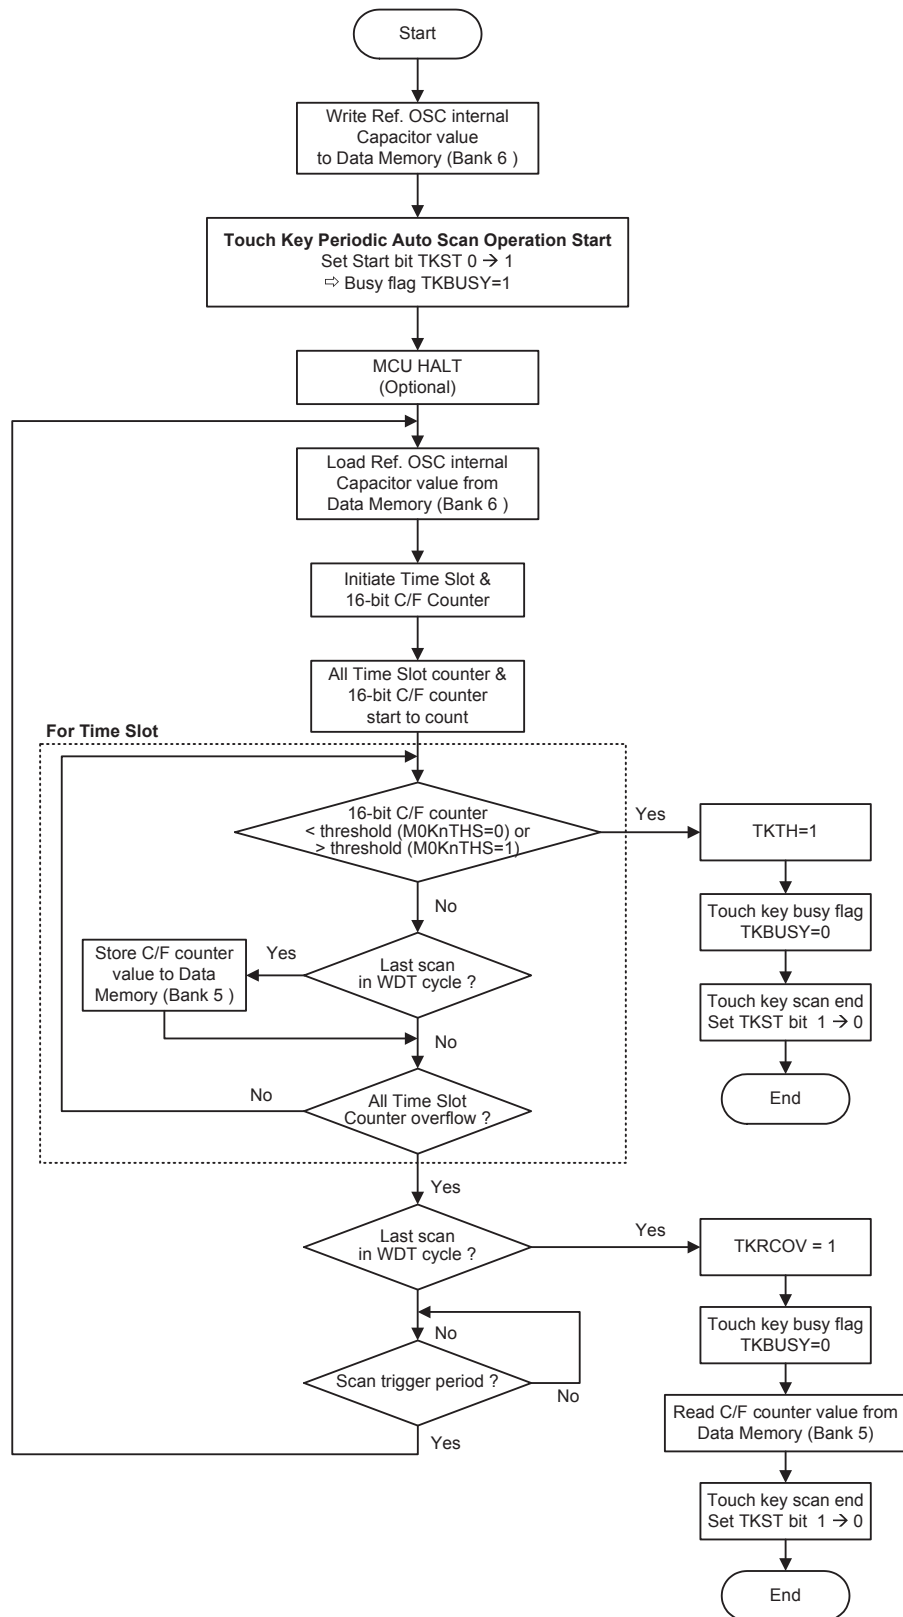 Start
Write Ref. OSC internal
Capacitor value
to Data Memory (Bank 6 )
Touch Key Periodic Auto Scan Operation Start
Set Start bit TKST 0 → 1
⇨ Busy flag TKBUSY=1
MCU HALT
(Optional)
Load Ref. OSC internal
Capacitor value from
Data Memory (Bank 6 )
Initiate Time Slot &
16-bit C/F Counter
All Time Slot counter &
16-bit C/F counter
start to count
For Time Slot
16-bit C/F counter
< threshold (M0KnTHS=0) or
> threshold (M0KnTHS=1)
Yes
TKTH=1
Touch key busy flag
TKBUSY=0
Touch key scan end
Set TKST bit 1 → 0
End
No
Last scan
in WDT cycle ?
Yes
Store C/F counter
value to Data
Memory (Bank 5 )
No
All Time Slot
Counter overflow ?
No
Yes
Last scan
in WDT cycle ?
Yes
TKRCOV = 1
Touch key busy flag
TKBUSY=0
Read C/F counter value from
Data Memory (Bank 5)
Touch key scan end
Set TKST bit 1 → 0
End
No
Scan trigger period ?
No
Yes